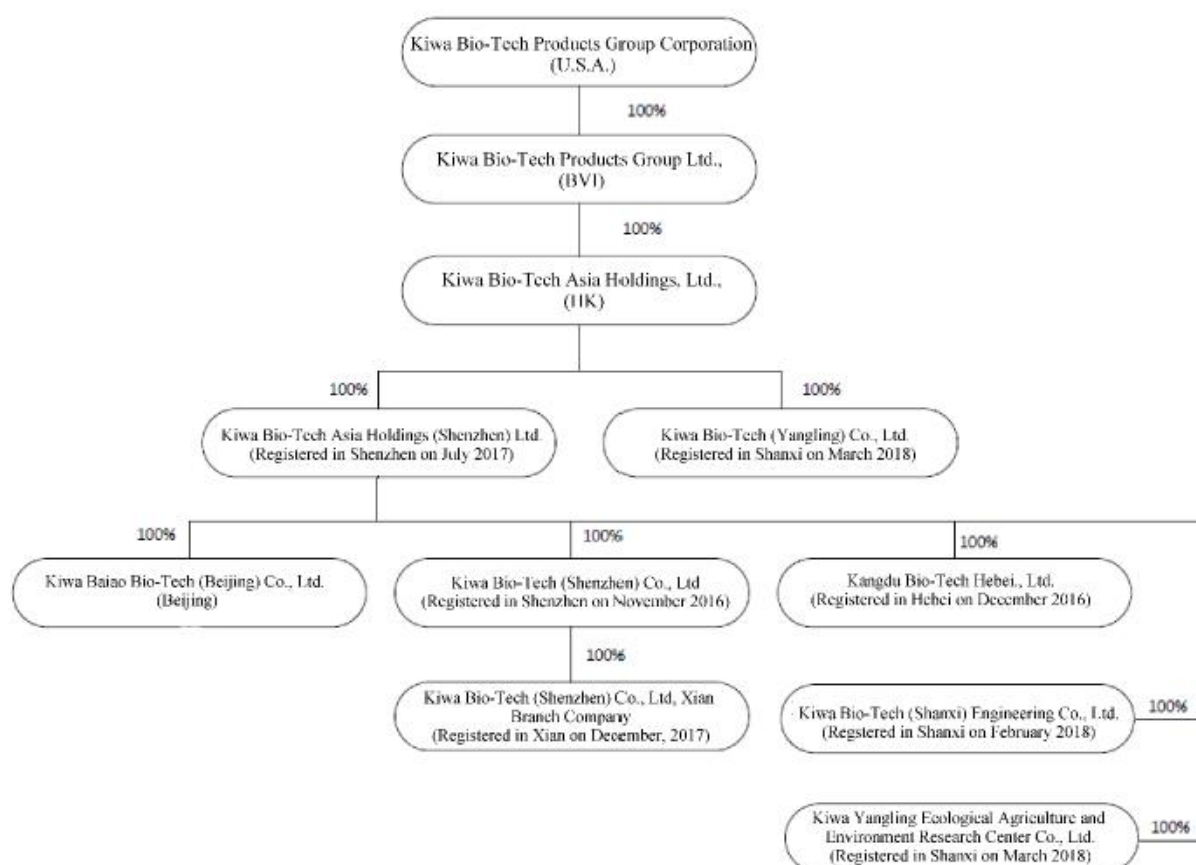 Kiwa Bio-Tech Products Group Corporation
(U.S.A.)
100%
Kiwa Bio-Tech Products Group Ltd.,
(BVI)
100%
Kiwa Bio-Tech Asia Holdings, Ltd.,
(HK)
100%
100%
Kiwa Bio-Tech Asia Holdings (Shenzhen) Ltd.
(Registered in Shenzhen on July 2017)
Kiwa Bio-Tech (Yangling) Co., Ltd.
(Registered in Shanxi on March 2018)
100%
100%
100%
Kiwa Baiao Bio-Tech (Beijing) Co., Ltd.
(Beijing)
Kiwa Bio-Tech (Shenzhen) Co., Ltd
(Registered in Shenzhen on November 2016)
Kangdu Bio-Tech Hebei., Ltd.
(Registered in Hebei on December 2016)
100%
Kiwa Bio-Tech (Shenzhen) Co., Ltd, Xian
Branch Company
(Registered in Xian on December, 2017)
Kiwa Bio-Tech (Shanxi) Engineering Co., Ltd.
(Regstered in Shanxi on February 2018)
100%
Kiwa Yangling Ecological Agriculture and
Environment Research Center Co., Ltd.
(Registered in Shanxi on March 2018)
100%